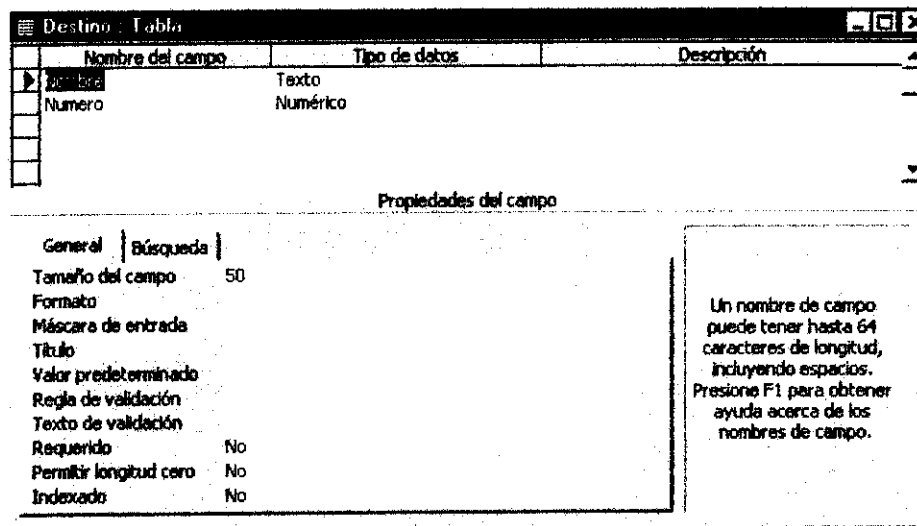 Destino : Tabla
Nombre del campo Tipo de datos Descripción
Nombre Texto
Numero Numérico
Propiedades del campo
General Búsqueda
Tamaño del campo 50
Formato
Máscara de entrada
Título
Valor predeterminado
Regla de validación
Texto de validación
Requerido No
Permitir longitud cero No
Indexado No
Un nombre de campo
puede tener hasta 64
caracteres de longitud,
incluyendo espacios.
Presione F1 para obtener
ayuda acerca de los
nombres de campo.